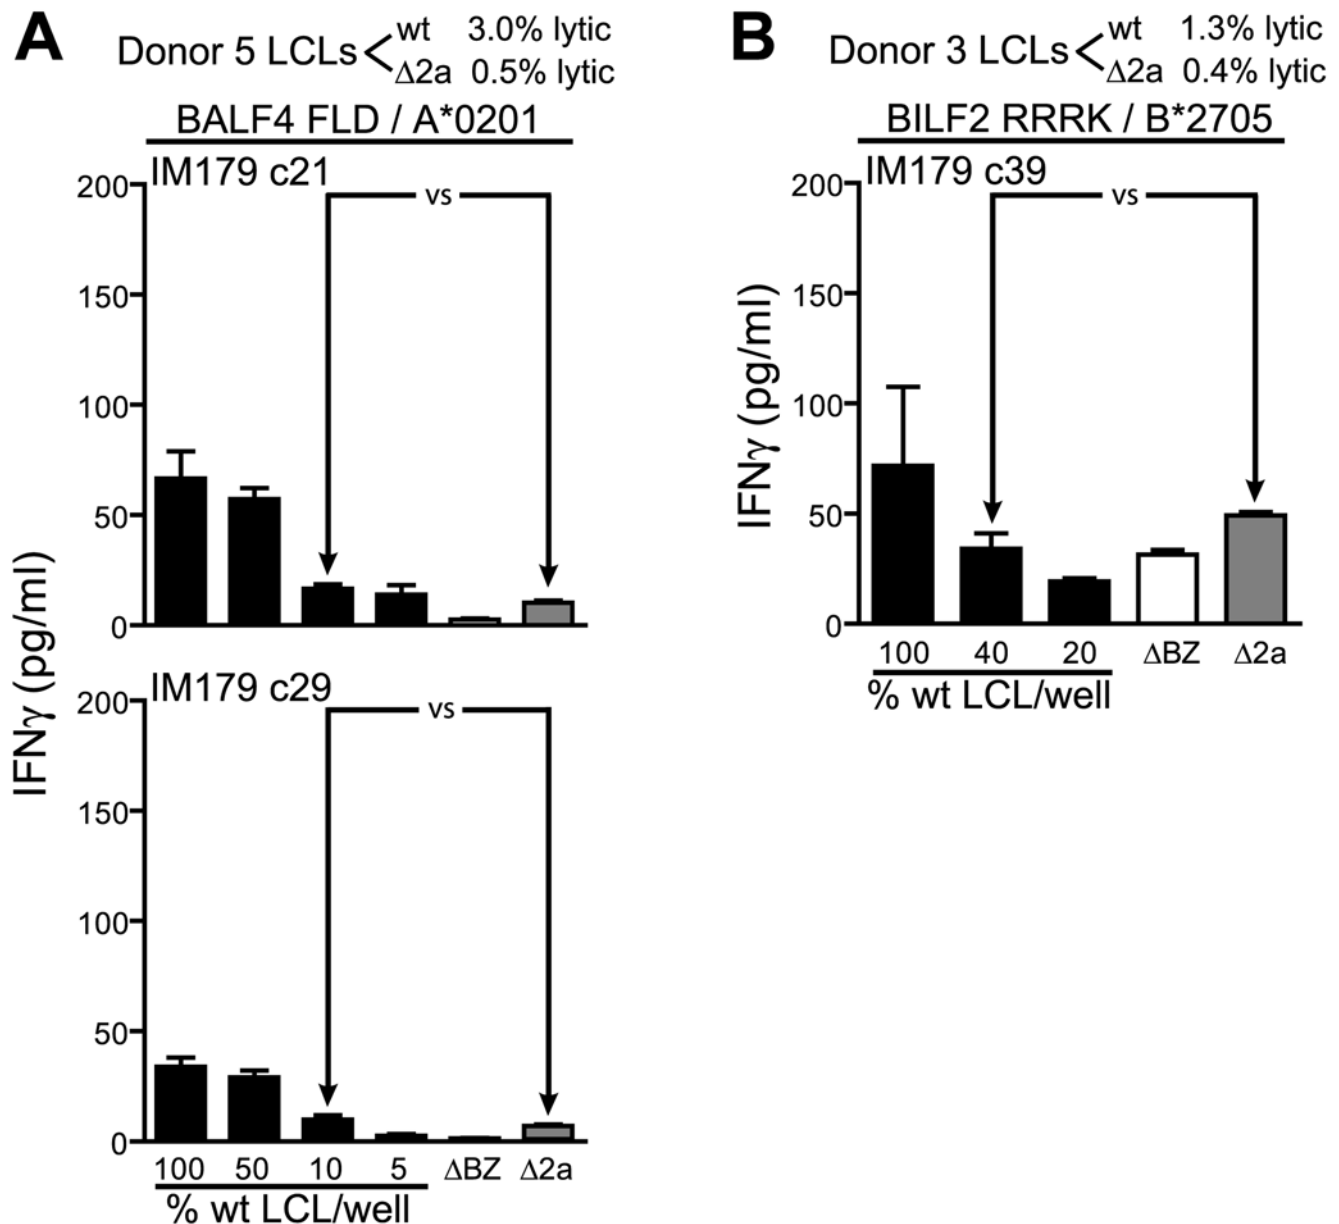 A
Donor 5 LCLs
wt 3.0% lytic
Δ2a 0.5% lytic
BALF4 FLD / A*0201
IM179 c21
vs
200
150
100
50
0
IFNγ (pg/ml)
IM179 c29
vs
200
150
100
50
0
100 50 10 5 ΔBZ Δ2a
% wt LCL/well
B
Donor 3 LCLs
wt 1.3% lytic
Δ2a 0.4% lytic
BILF2 RRRK / B*2705
IM179 c39
vs
200
150
100
50
0
IFNγ (pg/ml)
100 40 20 ΔBZ Δ2a
% wt LCL/well